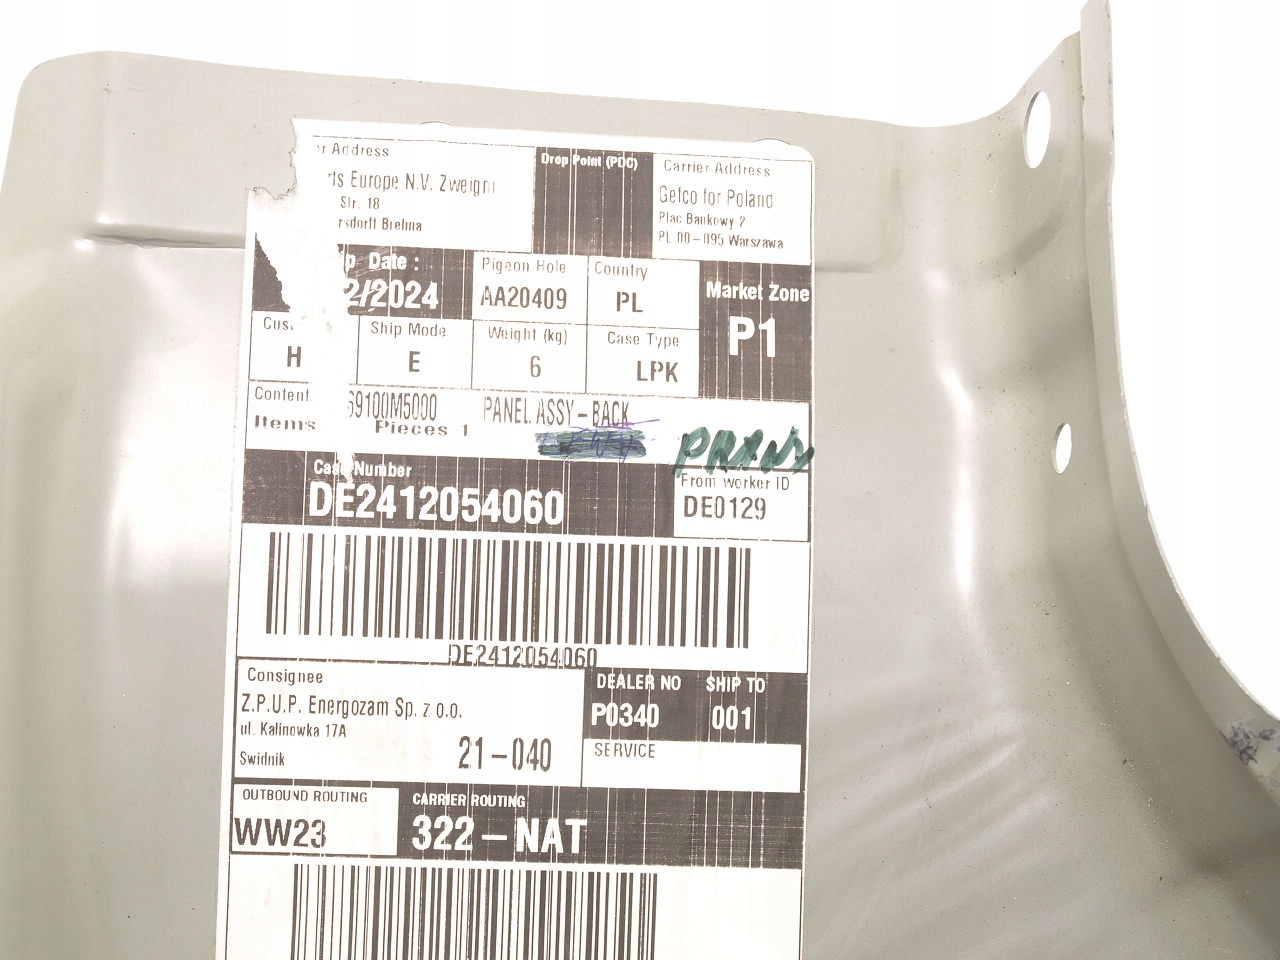 Address
Europe N.V. Zweigni
Str. 18
Brehna
Drop Point (PDC)
Carrier Address
Gefco for Poland
Plac Bankowy 2
PL 00-095 Warszawa
Date :
2/2024
Pigeon Hole
AA20409
Country
PL
Market Zone
P1
H
Ship Mode
E
Weight (kg)
6
Case Type
LPK
Content
69100M5000 PANEL ASSY-BACK
Items Pieces 1
Case Number
DE2412054060
From worker ID
DE0129
DE2412054060
Consignee
Z.P.U.P. Energozam Sp. z o.o.
ul. Kalinowka 17A
Swidnik 21-040
DEALER NO SHIP TO
P0340 001
SERVICE
OUTBOUND ROUTING
WW23
CARRIER ROUTING
322-NAT